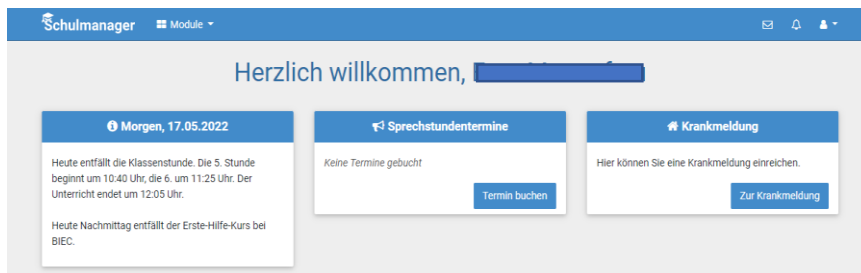 Schulmanager Module
Herzlich willkommen,
Morgen, 17.05.2022
Heute entfällt die Klassenstunde. Die 5. Stunde
beginnt um 10:40 Uhr, die 6. um 11:25 Uhr. Der
Unterricht endet um 12:05 Uhr.
Heute Nachmittag entfällt der Erste-Hilfe-Kurs bei
BIEC.
Sprechstundentermine
Keine Termine gebucht
Termin buchen
Krankmeldung
Hier können Sie eine Krankmeldung einreichen.
Zur Krankmeldung